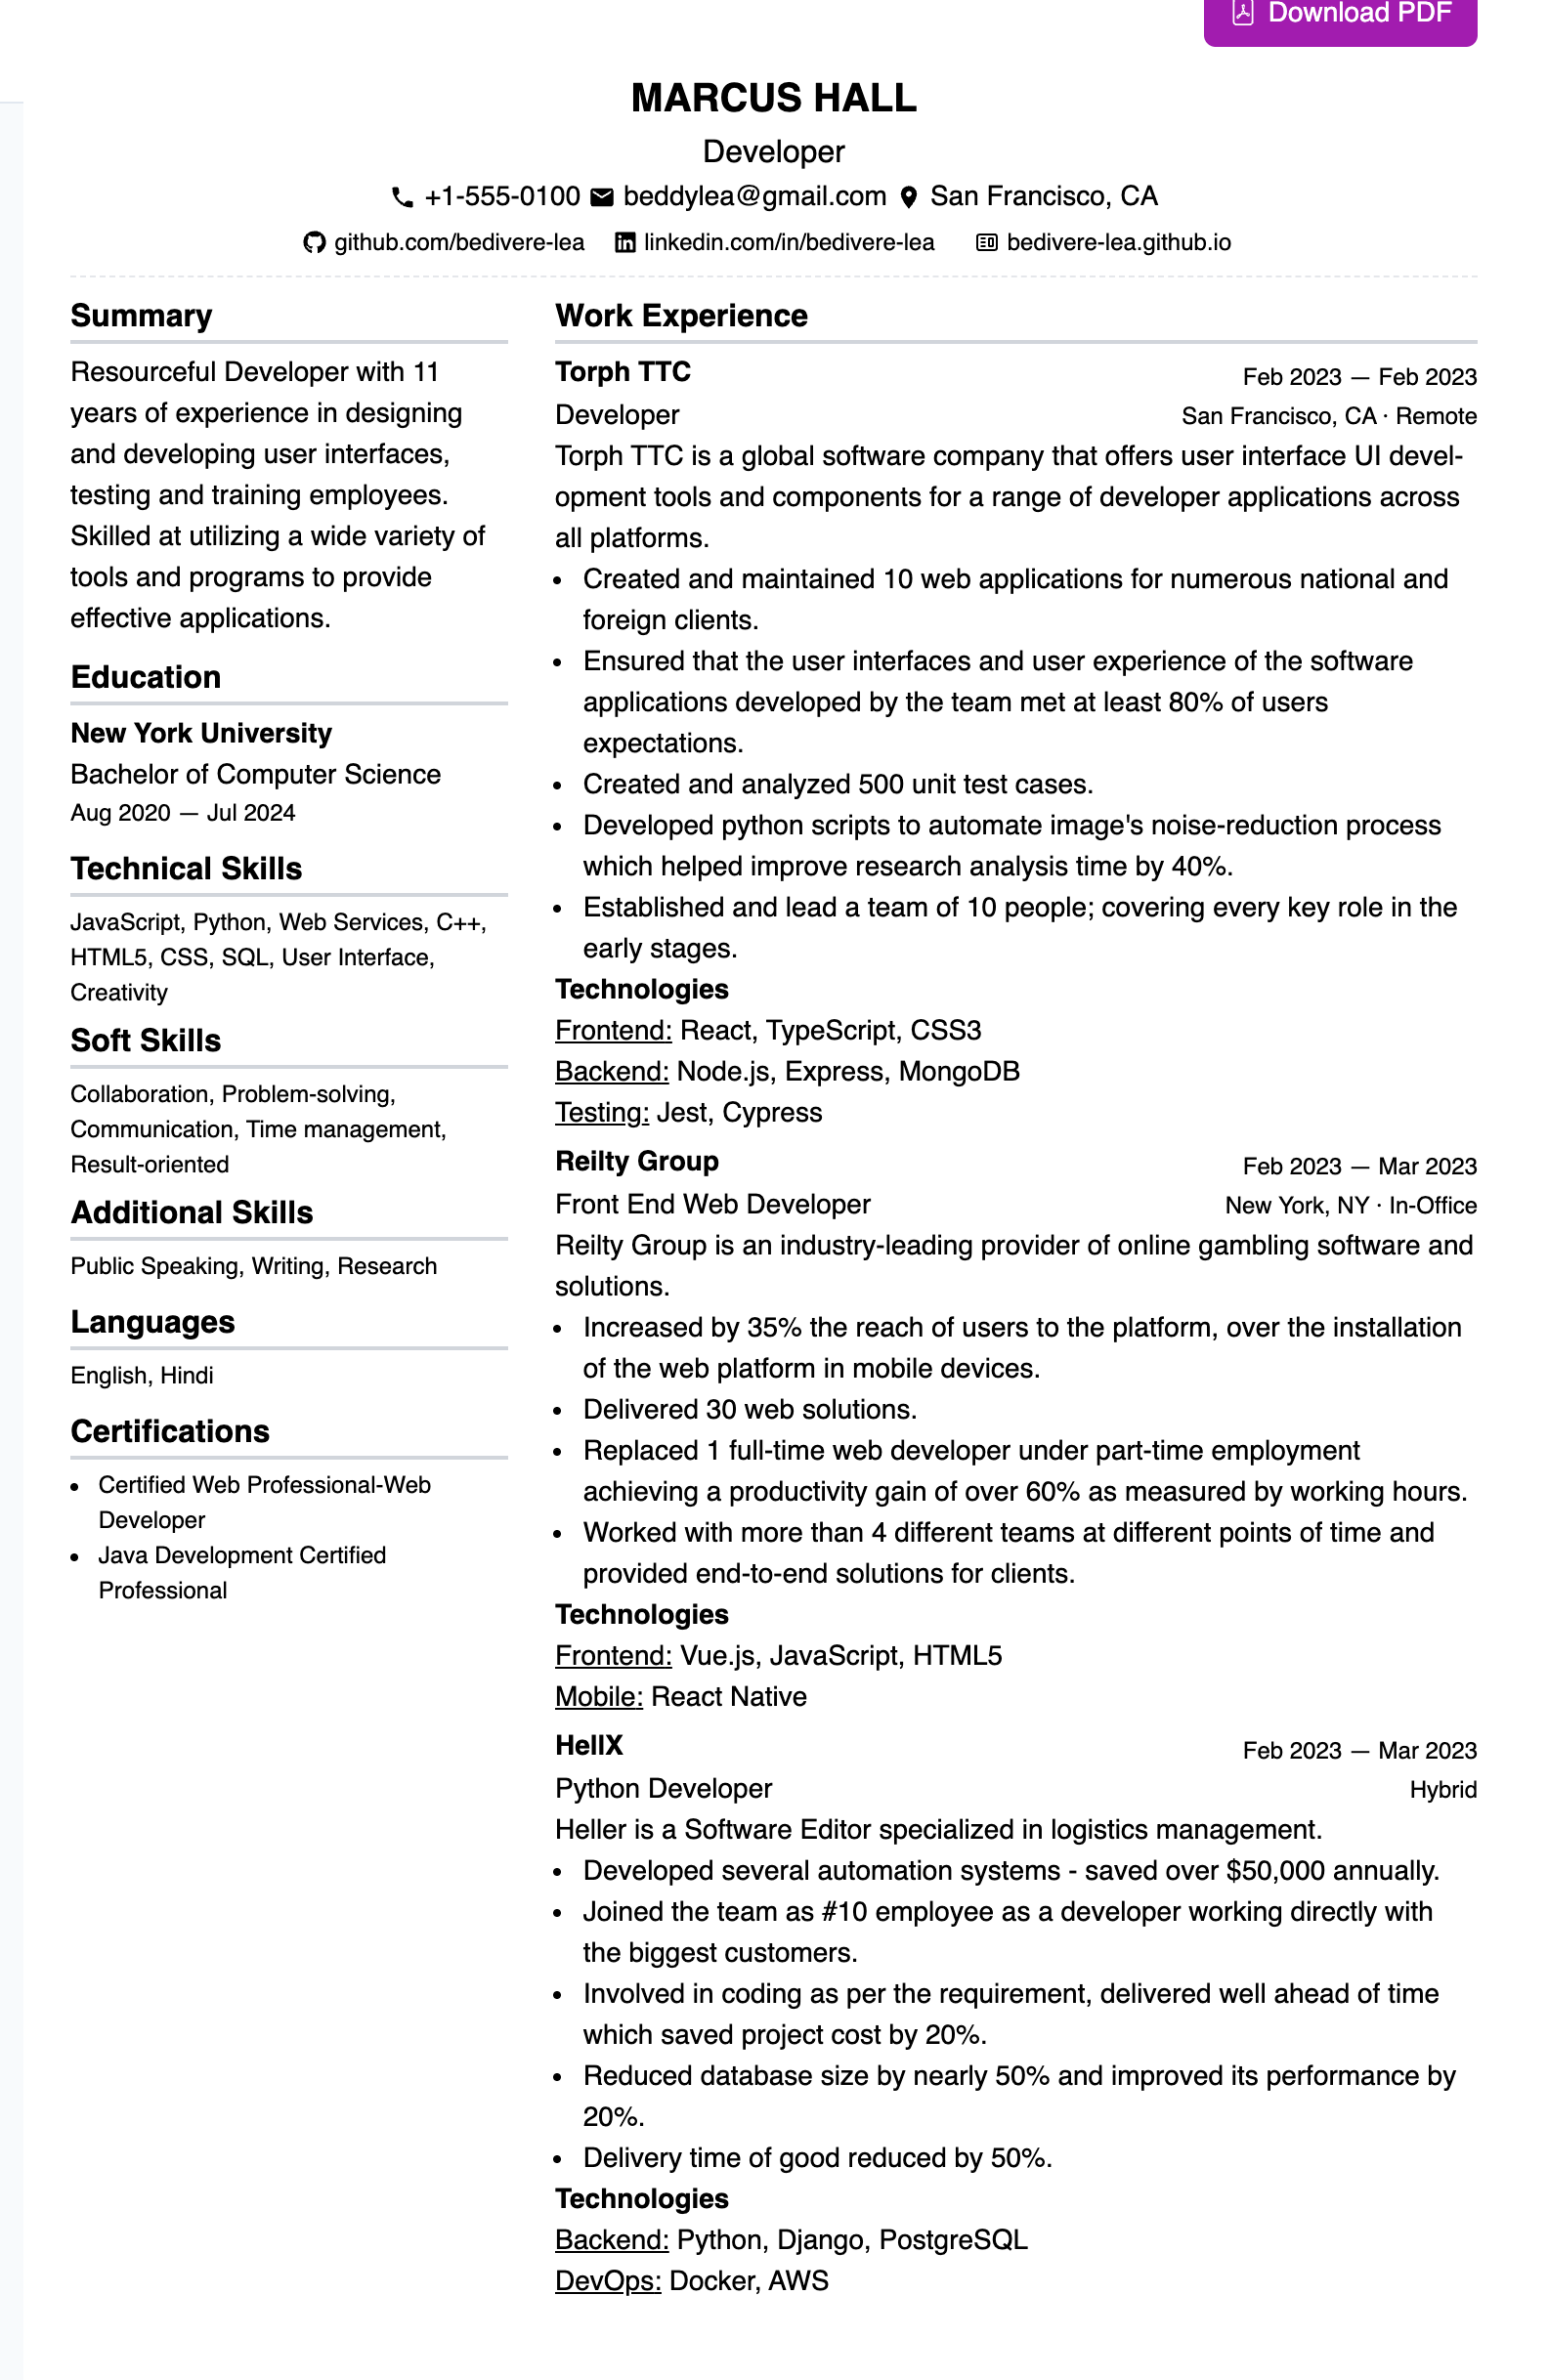 Download PDF
MARCUS HALL
Developer
+1-555-0100 beddylea@gmail.com San Francisco, CA
github.com/bedivere-lea linkedin.com/in/bedivere-lea bedivere-lea.github.io
Summary
Resourceful Developer with 11
years of experience in designing
and developing user interfaces,
testing and training employees.
Skilled at utilizing a wide variety of
tools and programs to provide
effective applications.
Education
New York University
Bachelor of Computer Science
Aug 2020 — Jul 2024
Technical Skills
JavaScript, Python, Web Services, C++,
HTML5, CSS, SQL, User Interface,
Creativity
Soft Skills
Collaboration, Problem-solving,
Communication, Time management,
Result-oriented
Additional Skills
Public Speaking, Writing, Research
Languages
English, Hindi
Certifications
• Certified Web Professional-Web
Developer
• Java Development Certified
Professional
Work Experience
Torph TTC Feb 2023 — Feb 2023
Developer San Francisco, CA · Remote
Torph TTC is a global software company that offers user interface UI devel-
opment tools and components for a range of developer applications across
all platforms.
• Created and maintained 10 web applications for numerous national and
foreign clients.
• Ensured that the user interfaces and user experience of the software
applications developed by the team met at least 80% of users
expectations.
• Created and analyzed 500 unit test cases.
• Developed python scripts to automate image's noise-reduction process
which helped improve research analysis time by 40%.
• Established and lead a team of 10 people; covering every key role in the
early stages.
Technologies
Frontend: React, TypeScript, CSS3
Backend: Node.js, Express, MongoDB
Testing: Jest, Cypress
Reilty Group Feb 2023 — Mar 2023
Front End Web Developer New York, NY · In-Office
Reilty Group is an industry-leading provider of online gambling software and
solutions.
• Increased by 35% the reach of users to the platform, over the installation
of the web platform in mobile devices.
• Delivered 30 web solutions.
• Replaced 1 full-time web developer under part-time employment
achieving a productivity gain of over 60% as measured by working hours.
• Worked with more than 4 different teams at different points of time and
provided end-to-end solutions for clients.
Technologies
Frontend: Vue.js, JavaScript, HTML5
Mobile: React Native
HellX Feb 2023 — Mar 2023
Python Developer Hybrid
Heller is a Software Editor specialized in logistics management.
• Developed several automation systems - saved over $50,000 annually.
• Joined the team as #10 employee as a developer working directly with
the biggest customers.
• Involved in coding as per the requirement, delivered well ahead of time
which saved project cost by 20%.
• Reduced database size by nearly 50% and improved its performance by
20%.
• Delivery time of good reduced by 50%.
Technologies
Backend: Python, Django, PostgreSQL
DevOps: Docker, AWS